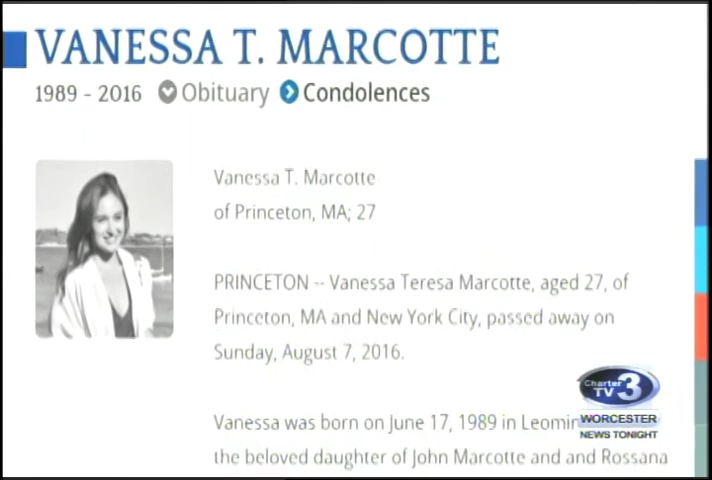 VANESSA T. MARCOTTE
1989 - 2016 Obituary Condolences
Vanessa T. Marcotte
of Princeton, MA; 27
PRINCETON -- Vanessa Teresa Marcotte, aged 27, of
Princeton, MA and New York City, passed away on
Sunday, August 7, 2016.
Vanessa was born on June 17, 1989 in Leomin
the beloved daughter of John Marcotte and and Rossana
Charter
TV 3
WORCESTER
NEWS TONIGHT